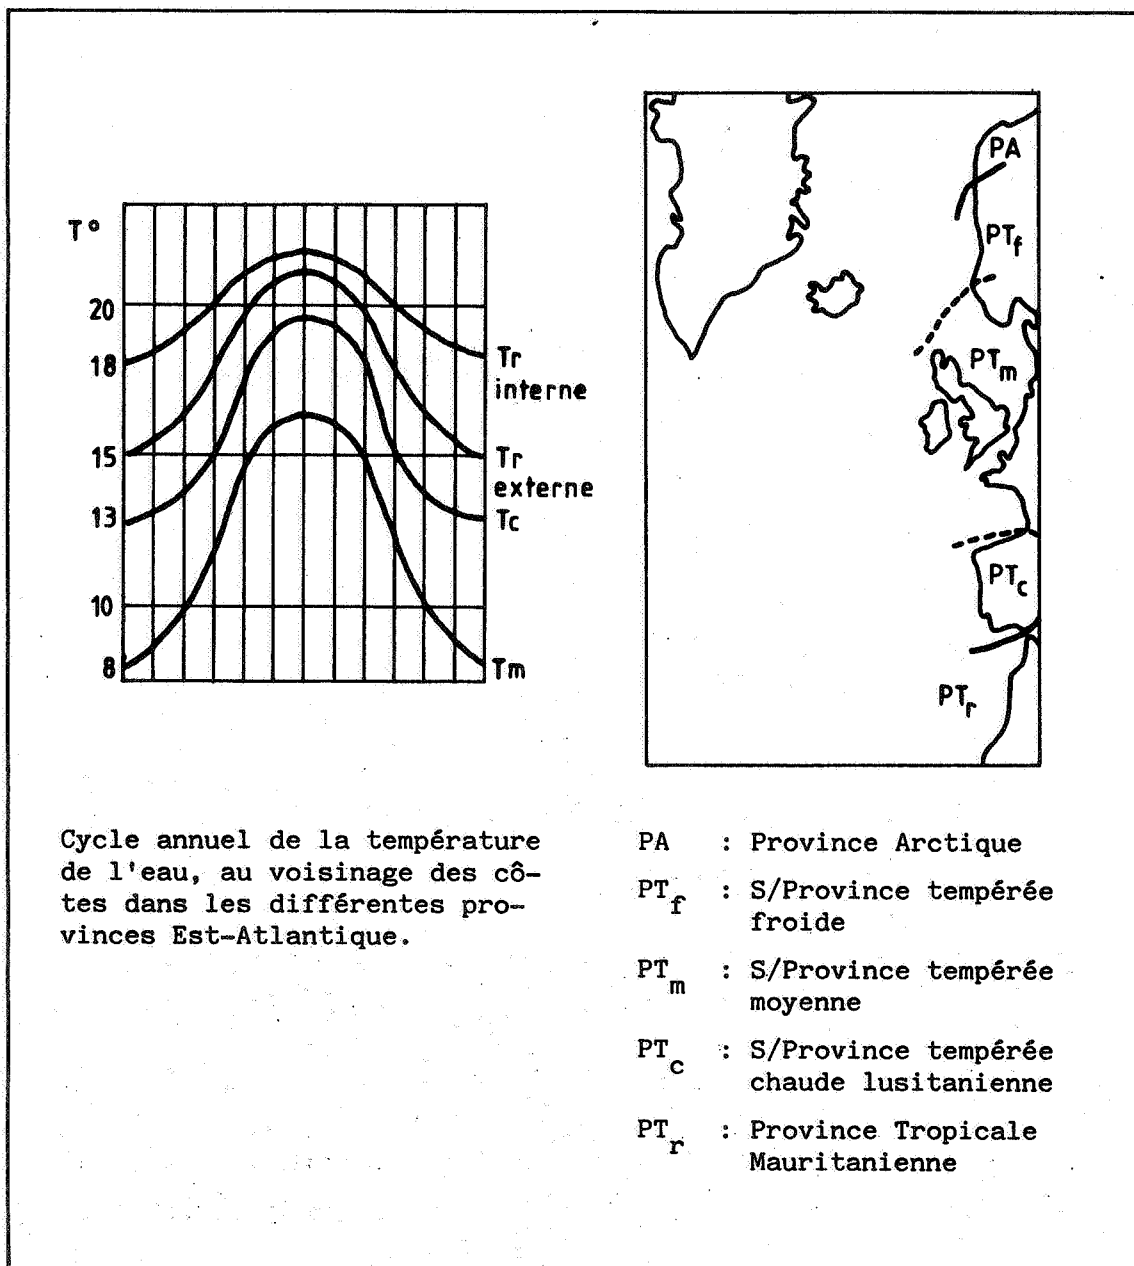 T°
20
18
15
13
10
8
Tr
interne
Tr
externe
Tc
Tm
PA
PTf
PTm
PTc
PTr
Cycle annuel de la température
de l'eau, au voisinage des cô-
tes dans les différentes pro-
vinces Est-Atlantique.
PA : Province Arctique
PTf : S/Province tempérée
froide
PTm : S/Province tempérée
moyenne
PTc : S/Province tempérée
chaude lusitanienne
PTr : Province Tropicale
Mauritanienne